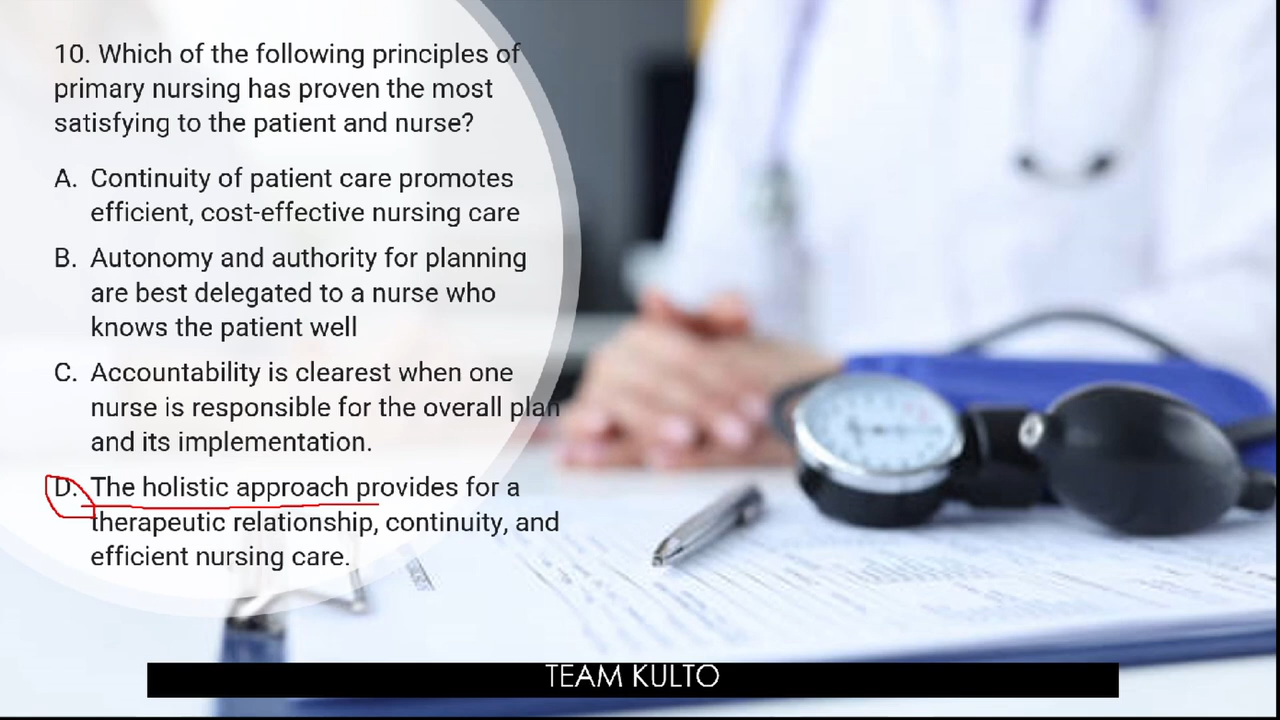 10. Which of the following principles of
primary nursing has proven the most
satisfying to the patient and nurse?
A. Continuity of patient care promotes
efficient, cost-effective nursing care
B. Autonomy and authority for planning
are best delegated to a nurse who
knows the patient well
C. Accountability is clearest when one
nurse is responsible for the overall plan
and its implementation.
D. The holistic approach provides for a
therapeutic relationship, continuity, and
efficient nursing care.
TEAM KULTO